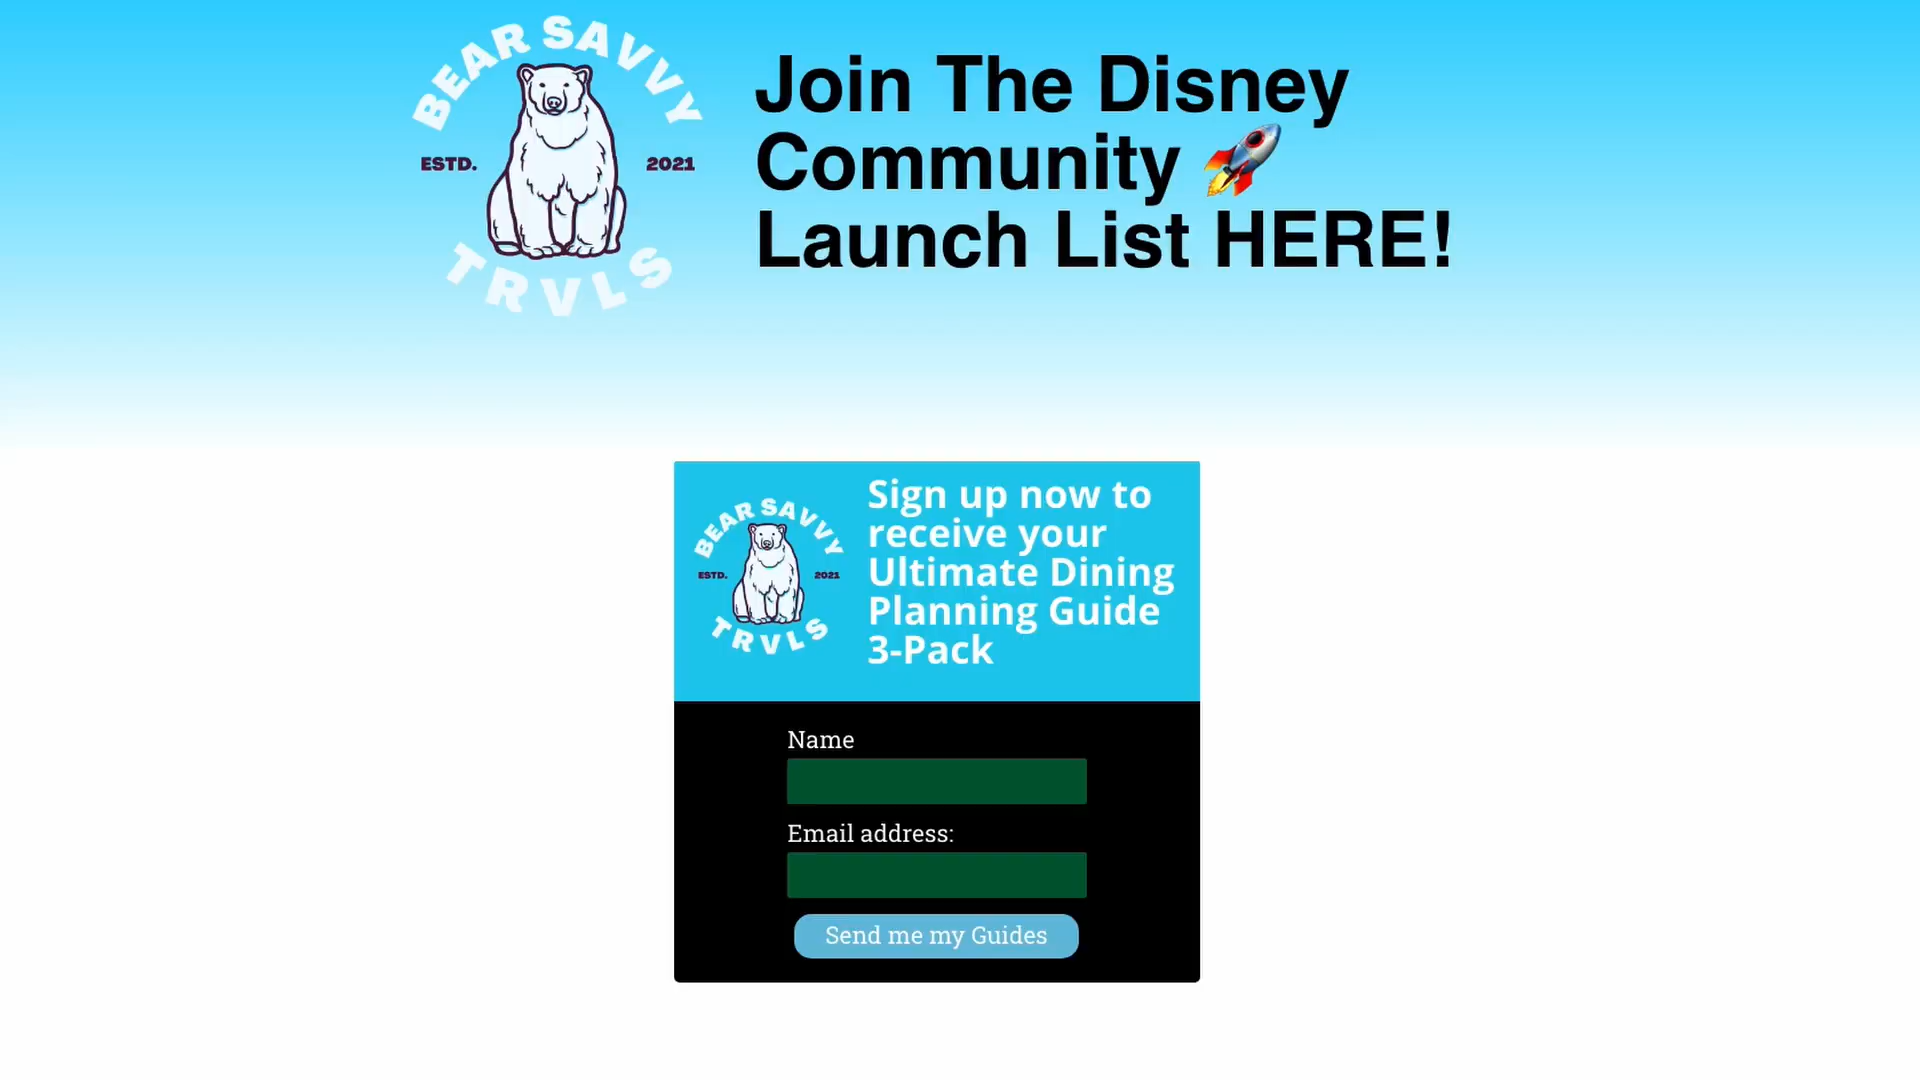 BEAR SAVVY
ESTD. 2021
TRVLS
Join The Disney
Community 🚀
Launch List HERE!
BEAR SAVVY
ESTD. 2021
TRVLS
Sign up now to
receive your
Ultimate Dining
Planning Guide
3-Pack
Name
Email address:
Send me my Guides